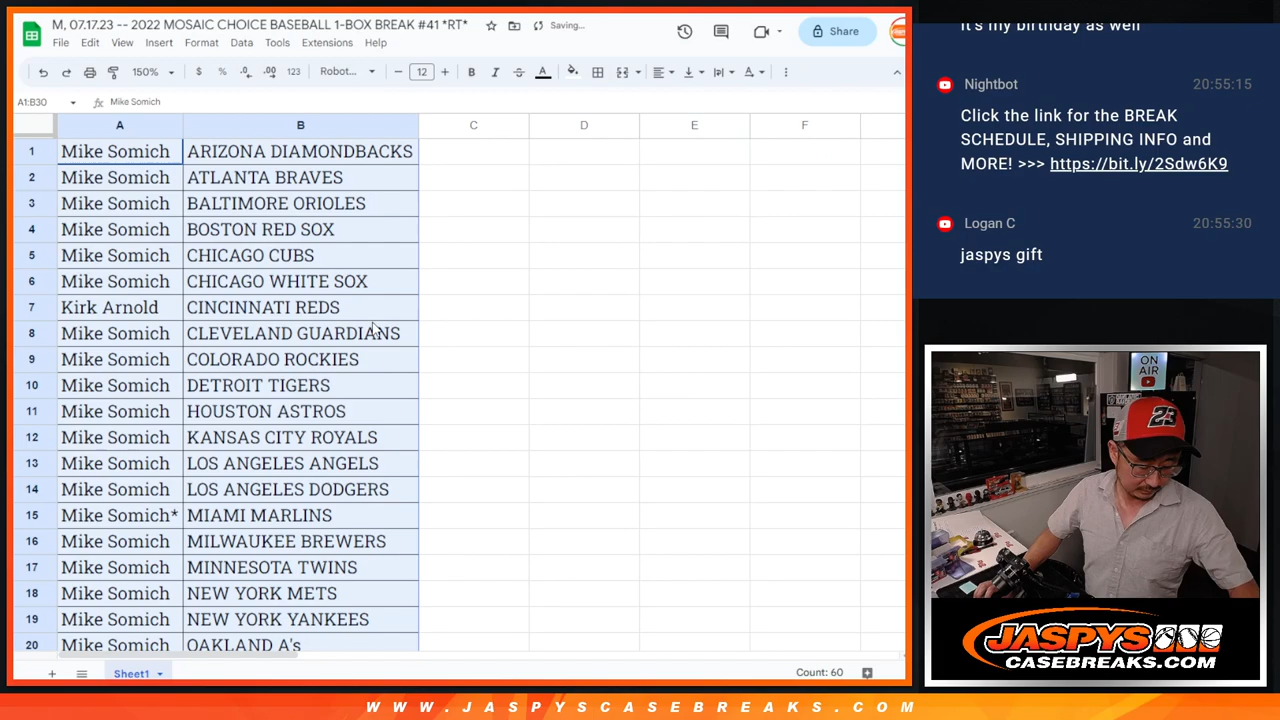 M, 07.17.23 -- 2022 MOSAIC CHOICE BASEBALL 1-BOX BREAK #41 *RT*
Saving...
File Edit View Insert Format Data Tools Extensions Help
Share
150% $ % .0 .00 123 Robot... 12 B I S A
A1:B30 fx Mike Somich
A B C D E F
1 Mike Somich ARIZONA DIAMONDBACKS
2 Mike Somich ATLANTA BRAVES
3 Mike Somich BALTIMORE ORIOLES
4 Mike Somich BOSTON RED SOX
5 Mike Somich CHICAGO CUBS
6 Mike Somich CHICAGO WHITE SOX
7 Kirk Arnold CINCINNATI REDS
8 Mike Somich CLEVELAND GUARDIANS
9 Mike Somich COLORADO ROCKIES
10 Mike Somich DETROIT TIGERS
11 Mike Somich HOUSTON ASTROS
12 Mike Somich KANSAS CITY ROYALS
13 Mike Somich LOS ANGELES ANGELS
14 Mike Somich LOS ANGELES DODGERS
15 Mike Somich* MIAMI MARLINS
16 Mike Somich MILWAUKEE BREWERS
17 Mike Somich MINNESOTA TWINS
18 Mike Somich NEW YORK METS
19 Mike Somich NEW YORK YANKEES
20 Mike Somich OAKLAND A's
Sheet1
Count: 60
it's my birthday as well
Nightbot 20:55:15
Click the link for the BREAK
SCHEDULE, SHIPPING INFO and
MORE! >>> https://bit.ly/2Sdw6K9
Logan C 20:55:30
jaspys gift
ON
AIR
23
JASPYS
CASEBREAKS.COM
WWW.JASPYSCASEBREAKS.COM